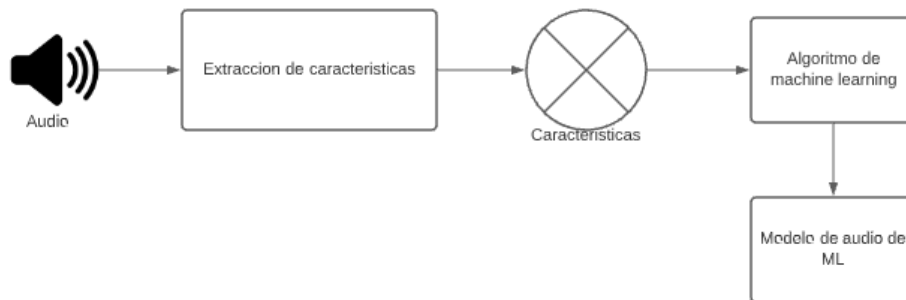 Audio
Extraccion de caracteristicas
Caracteristicas
Algoritmo de
machine learning
Modelo de audio de
ML